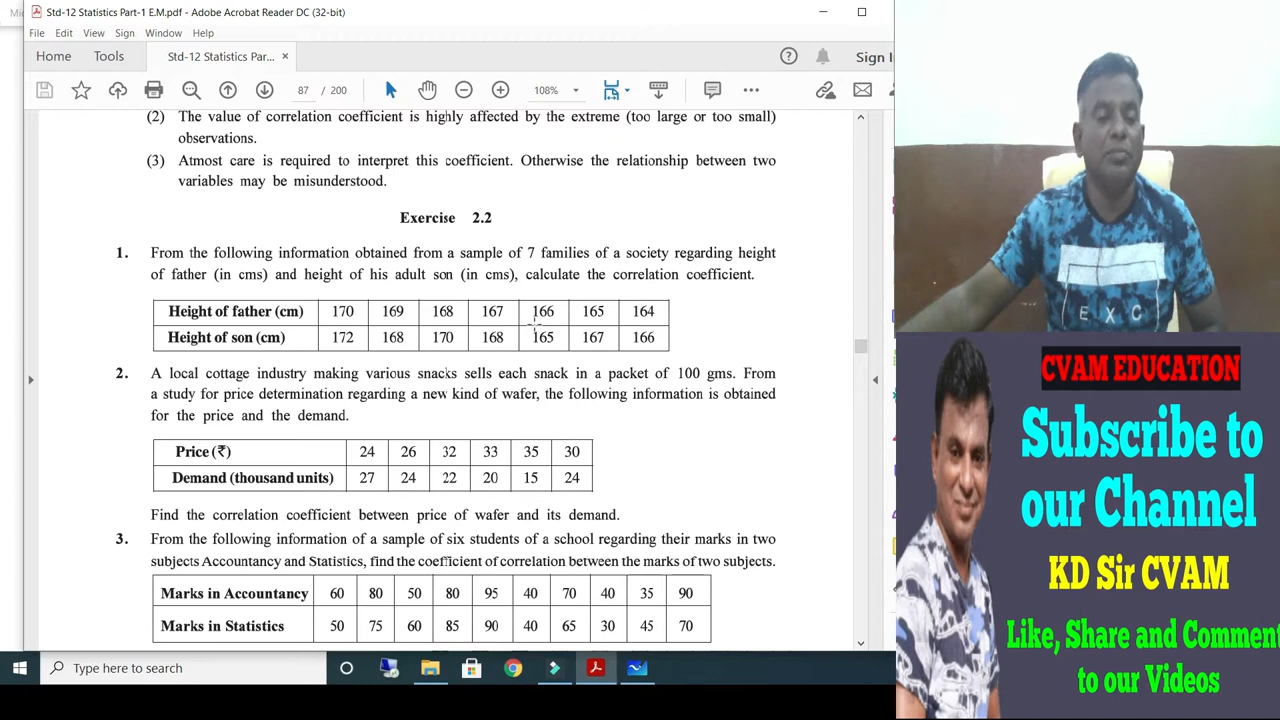 Std-12 Statistics Part-1 E.M.pdf - Adobe Acrobat Reader DC (32-bit)
File Edit View Sign Window Help
Home Tools Std-12 Statistics Par... × Sign I
87 / 200 108%
(2) The value of correlation coefficient is highly affected by the extreme (too large or too small)
observations.
(3) Atmost care is required to interpret this coefficient. Otherwise the relationship between two
variables may be misunderstood.
Exercise 2.2
1. From the following information obtained from a sample of 7 families of a society regarding height
of father (in cms) and height of his adult son (in cms), calculate the correlation coefficient.
Height of father (cm) 170 169 168 167 166 165 164
Height of son (cm) 172 168 170 168 165 167 166
2. A local cottage industry making various snacks sells each snack in a packet of 100 gms. From
a study for price determination regarding a new kind of wafer, the following information is obtained
for the price and the demand.
Price (₹) 24 26 32 33 35 30
Demand (thousand units) 27 24 22 20 15 24
Find the correlation coefficient between price of wafer and its demand.
3. From the following information of a sample of six students of a school regarding their marks in two
subjects Accountancy and Statistics, find the coefficient of correlation between the marks of two subjects.
Marks in Accountancy 60 80 50 80 95 40 70 40 35 90
Marks in Statistics 50 75 60 85 90 40 65 30 45 70
Type here to search
E X C
CVAM EDUCATION
Subscribe to
our Channel
KD Sir CVAM
Like, Share and Comment
to our Videos